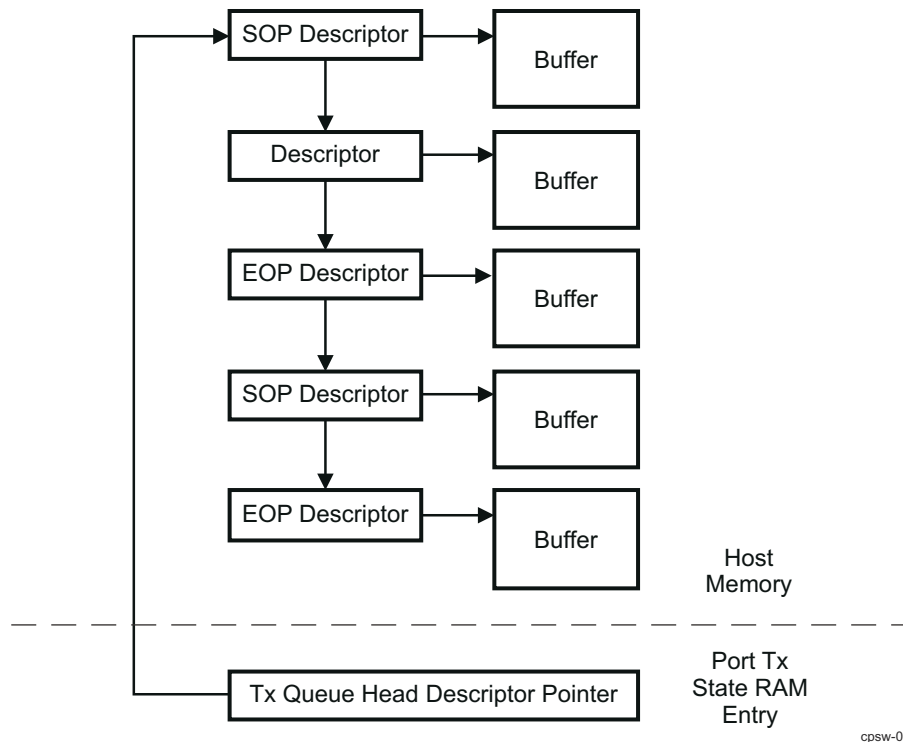 SOP Descriptor
Buffer
Descriptor
Buffer
EOP Descriptor
Buffer
SOP Descriptor
Buffer
EOP Descriptor
Buffer
Host
Memory
Port Tx
State RAM
Entry
Tx Queue Head Descriptor Pointer
cpsw-0